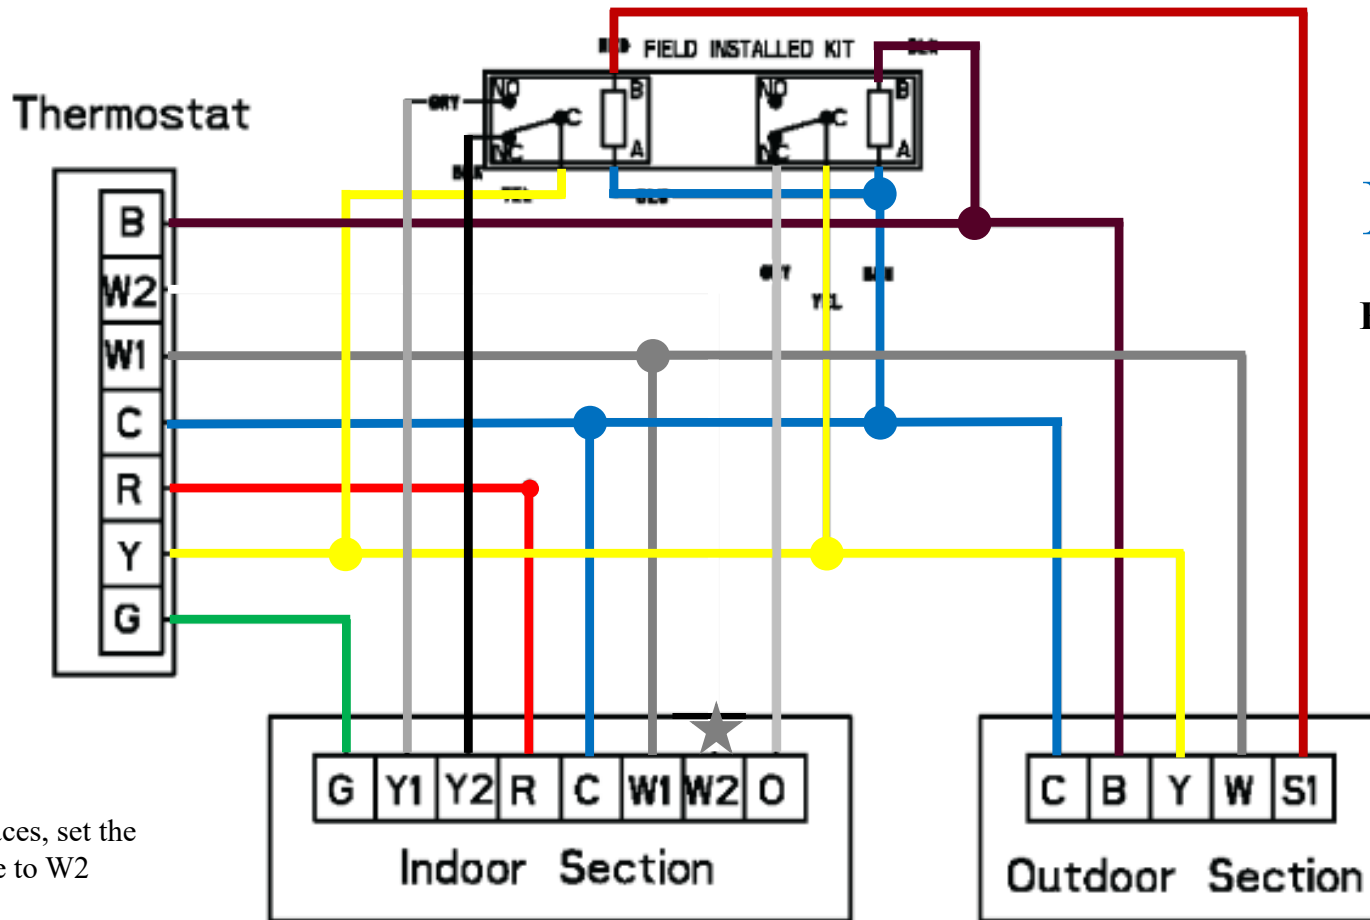 FIELD INSTALLED KIT
Thermostat
NO
B
C
NC
A
NO
B
C
NC
A
GRY
YEL
B
W2
W1
C
R
Y
G
G Y1 Y2 R C W1 W2 O
Indoor Section
C B Y W S1
Outdoor Section
set the
to W2